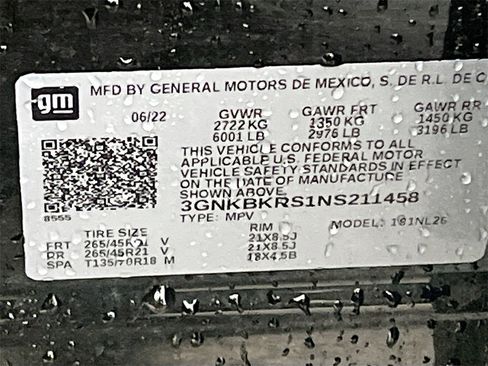 gm
MFD BY GENERAL MOTORS DE MEXICO, S. DE R.L. DE C
06/22 GVWR GAWR FRT GAWR RR
2722 KG 1350 KG 1450 KG
6001 LB 2976 LB 3196 LB
THIS VEHICLE CONFORMS TO ALL
APPLICABLE U.S. FEDERAL MOTOR
VEHICLE SAFETY STANDARDS IN EFFECT
ON THE DATE OF MANUFACTURE
SHOWN ABOVE.
8555
3GNKBKRS1NS211458
TYPE: MPV MODEL: 191NL26
TIRE SIZE RIM
FRT 265/45R21 V 21X8.5J
RR 265/45R21 V 21X8.5J
SPA T135/70R18 M 18X4.5B